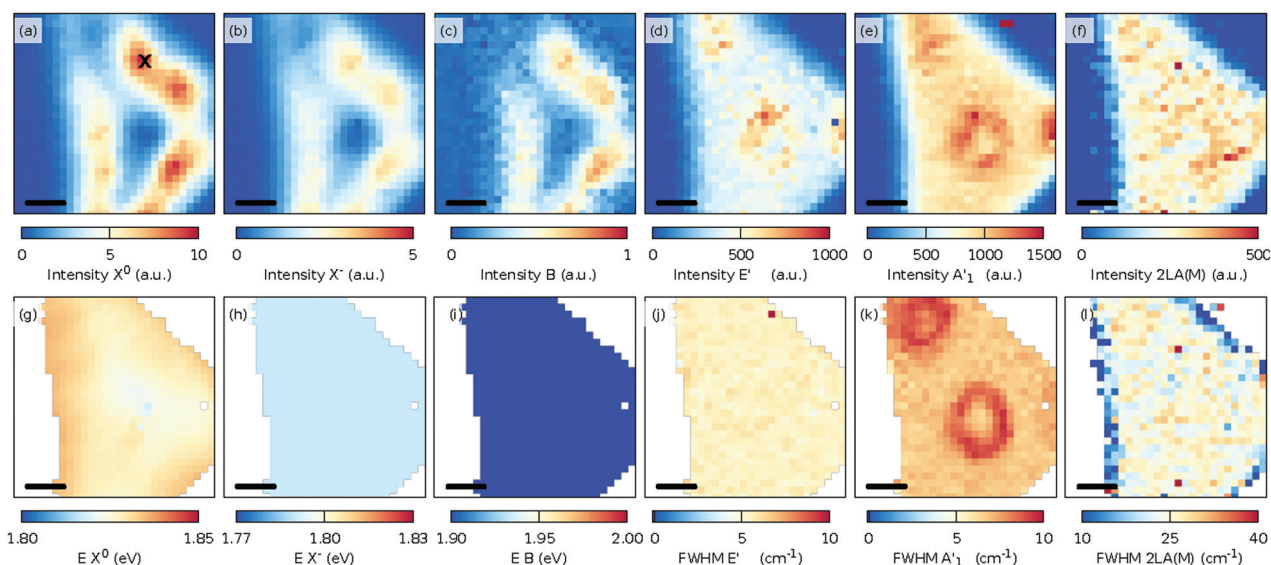 (a) (b) (c) (d) (e) (f)
X
0 5 10 0 5 0 1 0 500 1000 0 500 1000 1500 0 500
Intensity X⁰ (a.u.) Intensity X⁻ (a.u.) Intensity B (a.u.) Intensity E' (a.u.) Intensity A'₁ (a.u.) Intensity 2LA(M) (a.u.)
(g) (h) (i) (j) (k) (l)
1.80 1.85 1.77 1.80 1.83 1.90 1.95 2.00 0 5 10 0 5 10 10 25 40
E X⁰ (eV) E X⁻ (eV) E B (eV) FWHM E' (cm⁻¹) FWHM A'₁ (cm⁻¹) FWHM 2LA(M) (cm⁻¹)